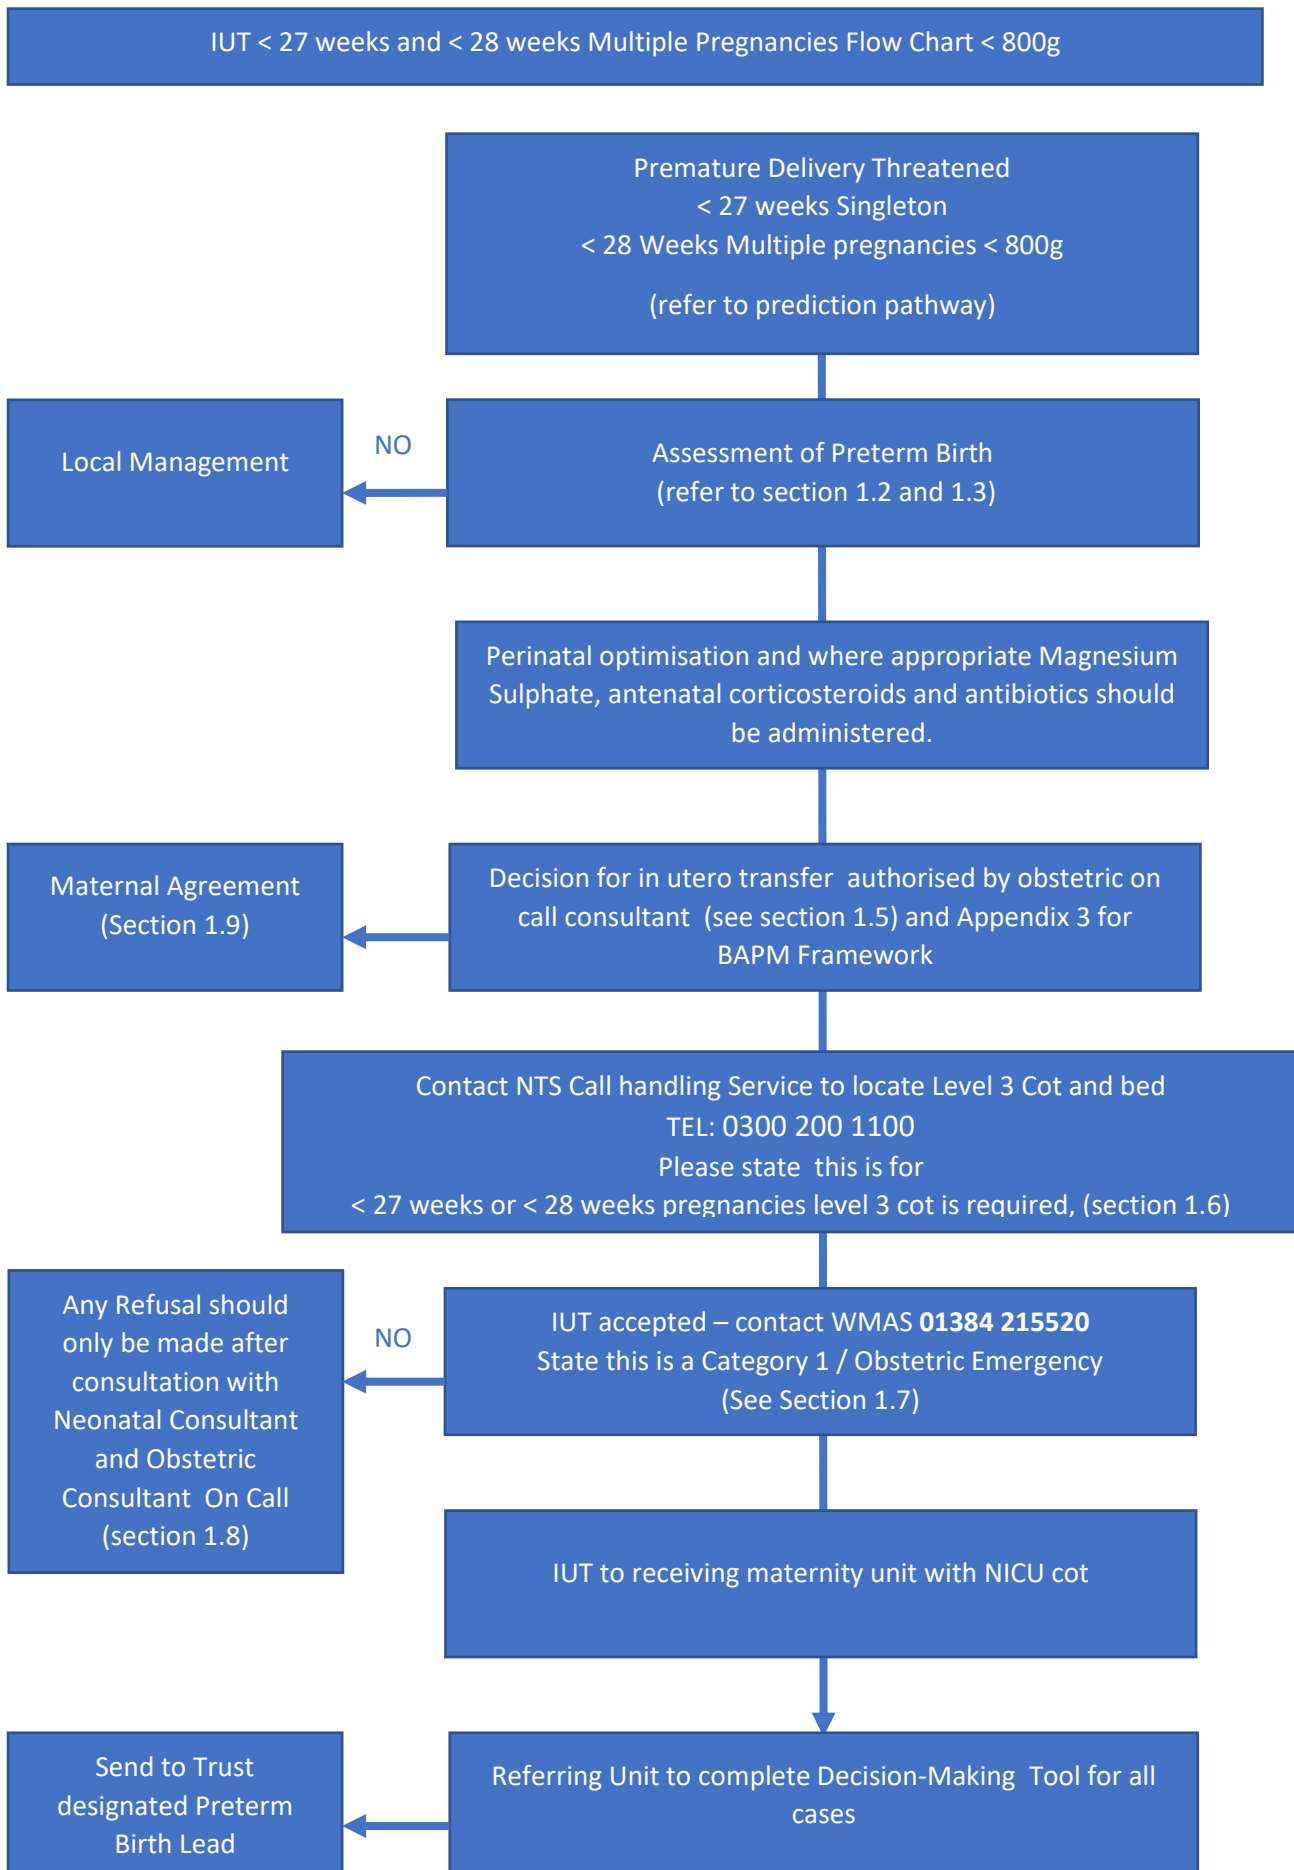 IUT < 27 weeks and < 28 weeks Multiple Pregnancies Flow Chart < 800g
Premature Delivery Threatened
< 27 weeks Singleton
< 28 Weeks Multiple pregnancies < 800g
(refer to prediction pathway)
Local Management
NO
Assessment of Preterm Birth
(refer to section 1.2 and 1.3)
Perinatal optimisation and where appropriate Magnesium
Sulphate, antenatal corticosteroids and antibiotics should
be administered.
Maternal Agreement
(Section 1.9)
Decision for in utero transfer authorised by obstetric on
call consultant (see section 1.5) and Appendix 3 for
BAPM Framework
Contact NTS Call handling Service to locate Level 3 Cot and bed
TEL: 0300 200 1100
Please state this is for
< 27 weeks or < 28 weeks pregnancies level 3 cot is required, (section 1.6)
Any Refusal should
only be made after
consultation with
Neonatal Consultant
and Obstetric
Consultant On Call
(section 1.8)
NO
IUT accepted – contact WMAS 01384 215520
State this is a Category 1 / Obstetric Emergency
(See Section 1.7)
IUT to receiving maternity unit with NICU cot
Send to Trust
designated Preterm
Birth Lead
Referring Unit to complete Decision-Making Tool for all
cases